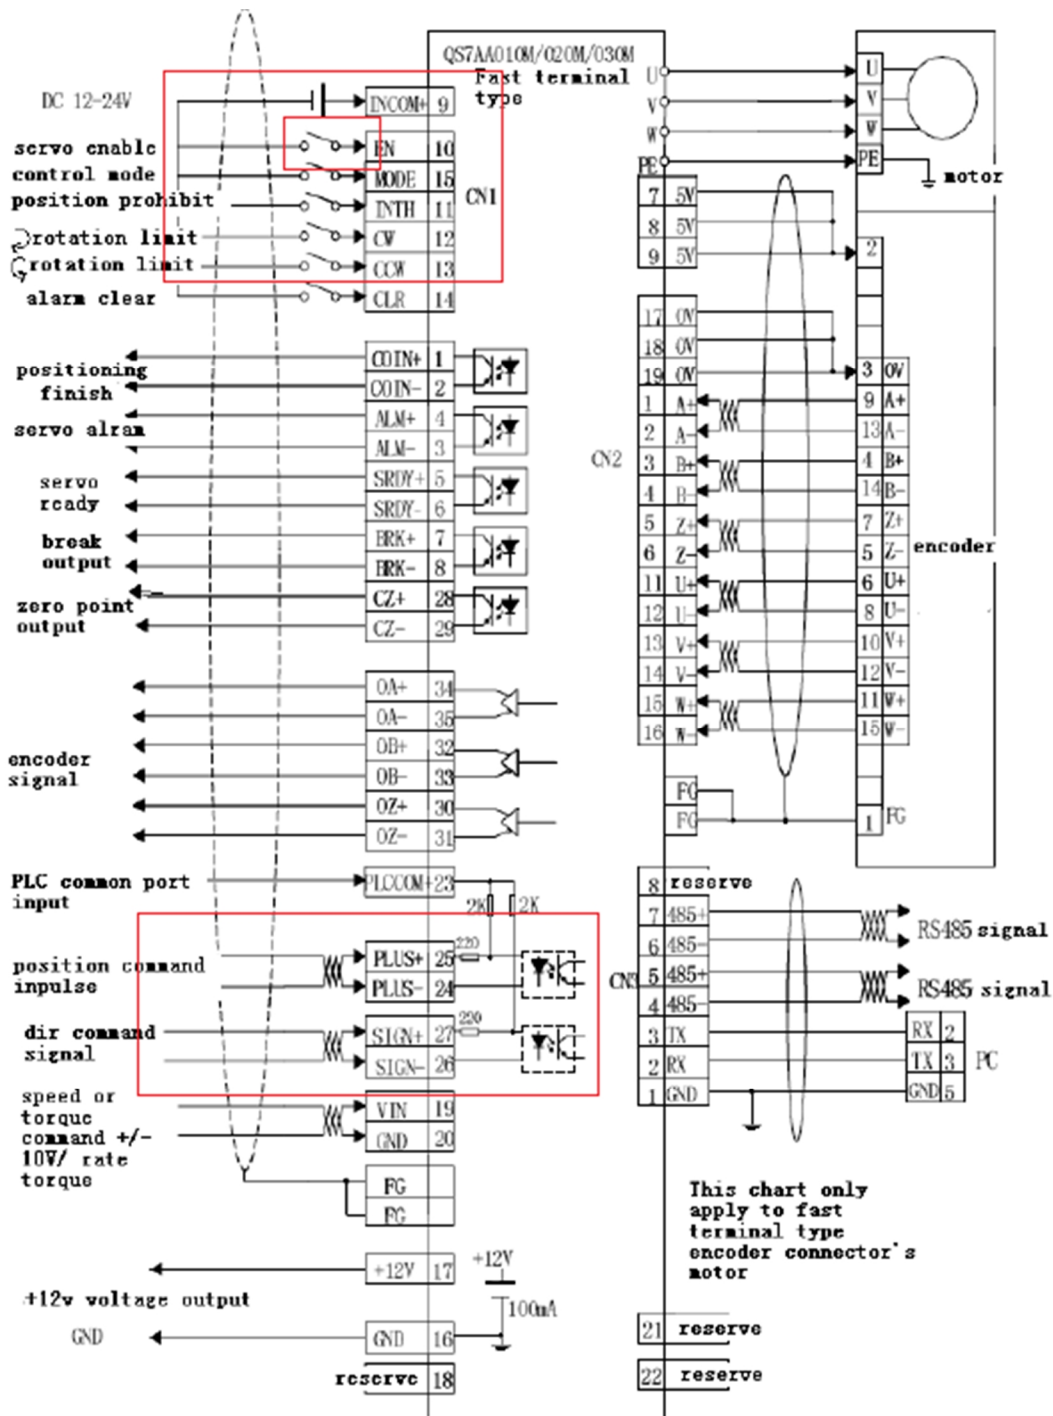 QS7AA010M/020M/030M
Fast terminal
type
DC 12-24V
INCOM+ 9
servo enable
EN 10
control mode
MODE 15
position prohibit
INTH 11
rotation limit
CW 12
rotation limit
CCW 13
alarm clear
CLR 14
CN1
positioning
finish
COIN+ 1
COIN- 2
servo alram
ALM+ 4
ALM- 3
servo
ready
SRDY+ 5
SRDY- 6
break
output
BRK+ 7
BRK- 8
zero point
output
CZ+ 28
CZ- 29
encoder
signal
OA+ 34
OA- 35
OB+ 32
OB- 33
OZ+ 30
OZ- 31
PLC common port
input
PLCCOM+ 23
2K 2K
position command
inpulse
PLUS+ 25 220
PLUS- 24
dir command
signal
SIGN+ 27 220
SIGN- 26
speed or
torque
command +/-
10V/ rate
torque
VIN 19
GND 20
FG
FG
+12V 17
+12V
100mA
+12v voltage output
GND
GND 16
reserve 18
U
V
W
PE
U
V
W
PE
motor
7 5V
8 5V
9 5V
2
17 0V
18 0V
19 0V
3 0V
CN2
1 A+
2 A-
3 B+
4 B-
5 Z+
6 Z-
11 U+
12 U-
13 V+
14 V-
15 W+
16 W-
9 A+
13 A-
4 B+
14 B-
7 Z+
5 Z-
6 U+
8 U-
10 V+
12 V-
11 W+
15 W-
encoder
FG
FG
1 FG
CN3
8 reserve
7 485+
6 485-
RS485 signal
5 485+
4 485-
RS485 signal
3 TX
2 RX
1 GND
RX 2
TX 3
GND 5
PC
This chart only
apply to fast
terminal type
encoder connector's
motor
21 reserve
22 reserve